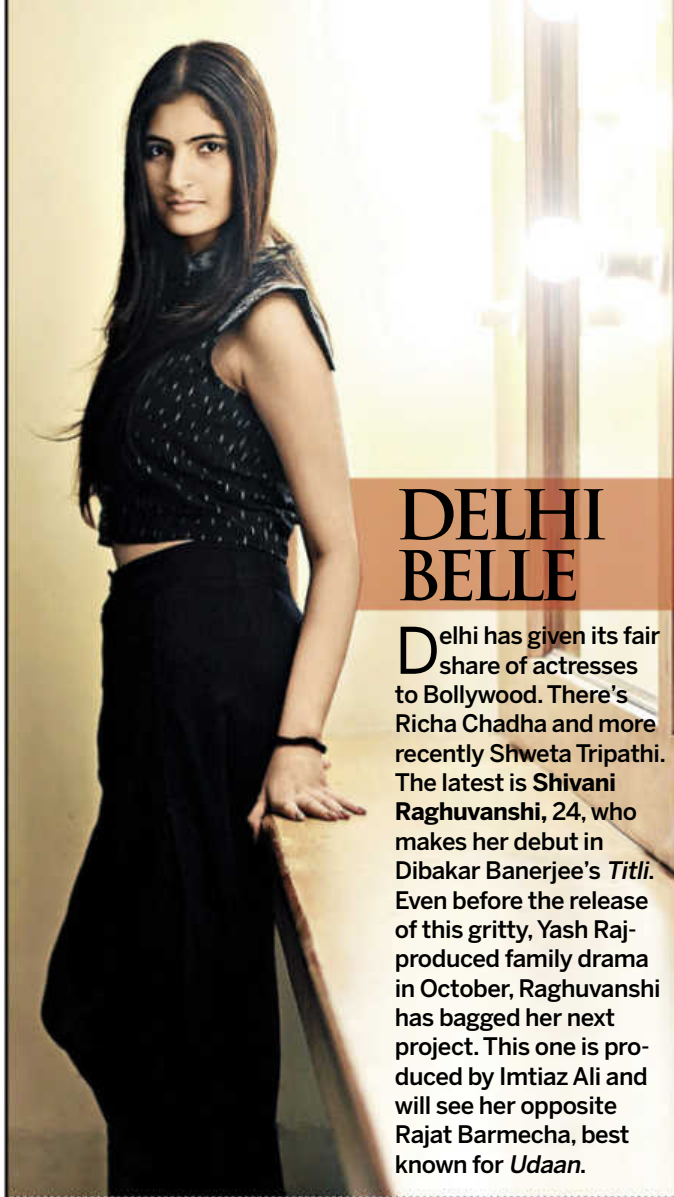 DELHI
BELLE
Delhi has given its fair
share of actresses
to Bollywood. There's
Richa Chadha and more
recently Shweta Tripathi.
The latest is Shivani
Raghuvanshi, 24, who
makes her debut in
Dibakar Banerjee's Titli.
Even before the release
of this gritty, Yash Raj-
produced family drama
in October, Raghuvanshi
has bagged her next
project. This one is pro-
duced by Imtiaz Ali and
will see her opposite
Rajat Barmecha, best
known for Udaan.